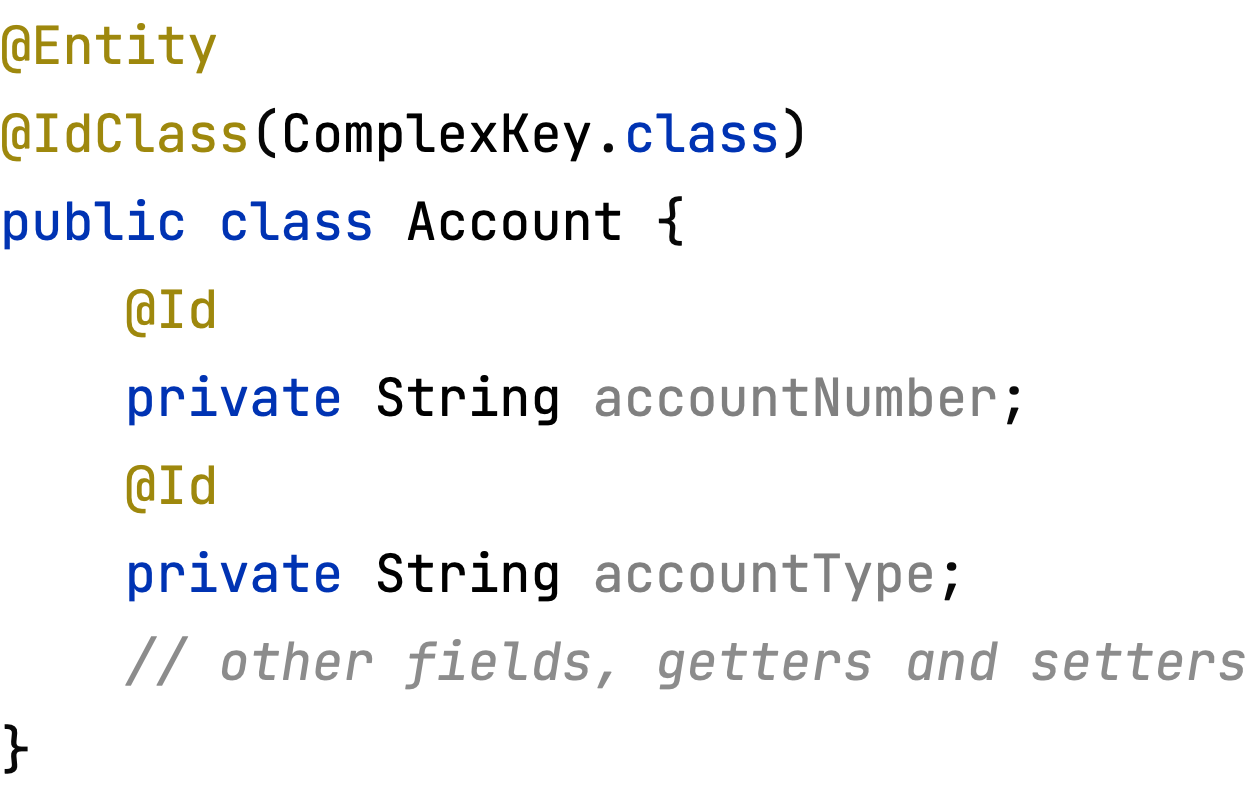 @Entity
@IdClass(ComplexKey.class)
public class Account {
    @Id
    private String accountNumber;
    @Id
    private String accountType;
    // other fields, getters and setters
}